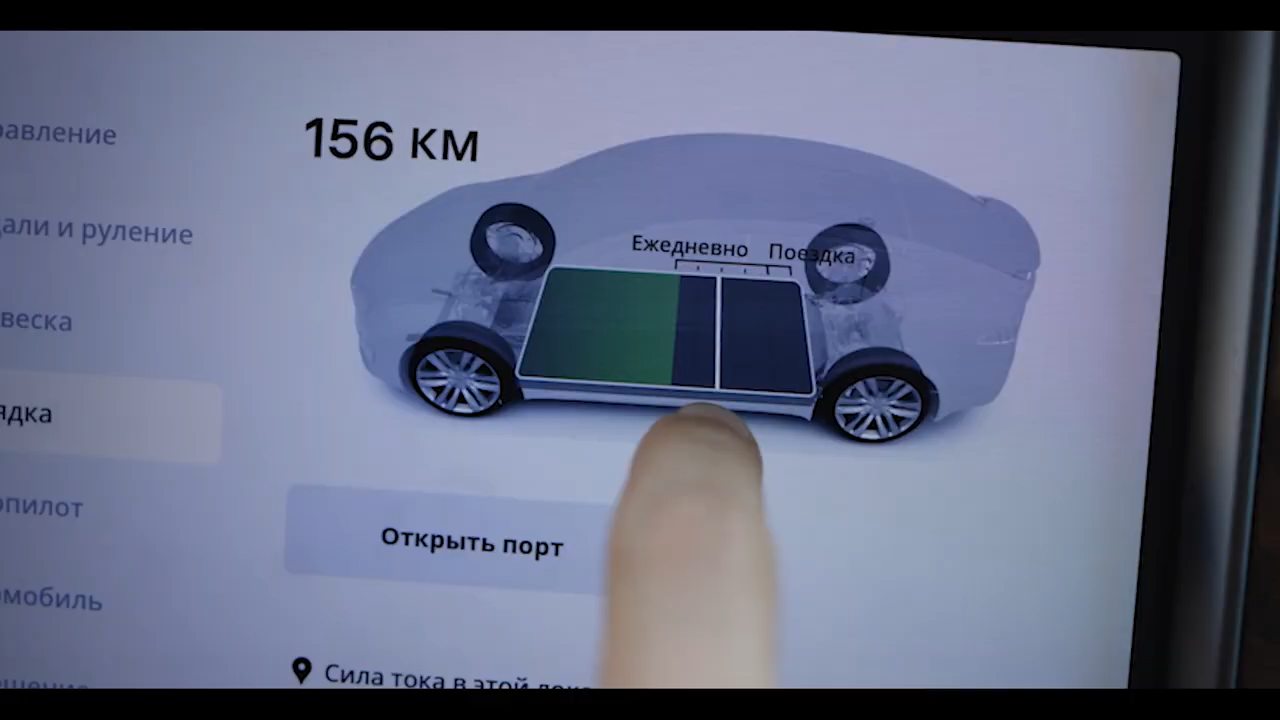 156 км
равление
Ежедневно Поездка
дали и руление
веска
ядка
Открыть порт
опилот
омобиль
Сила тока в этой